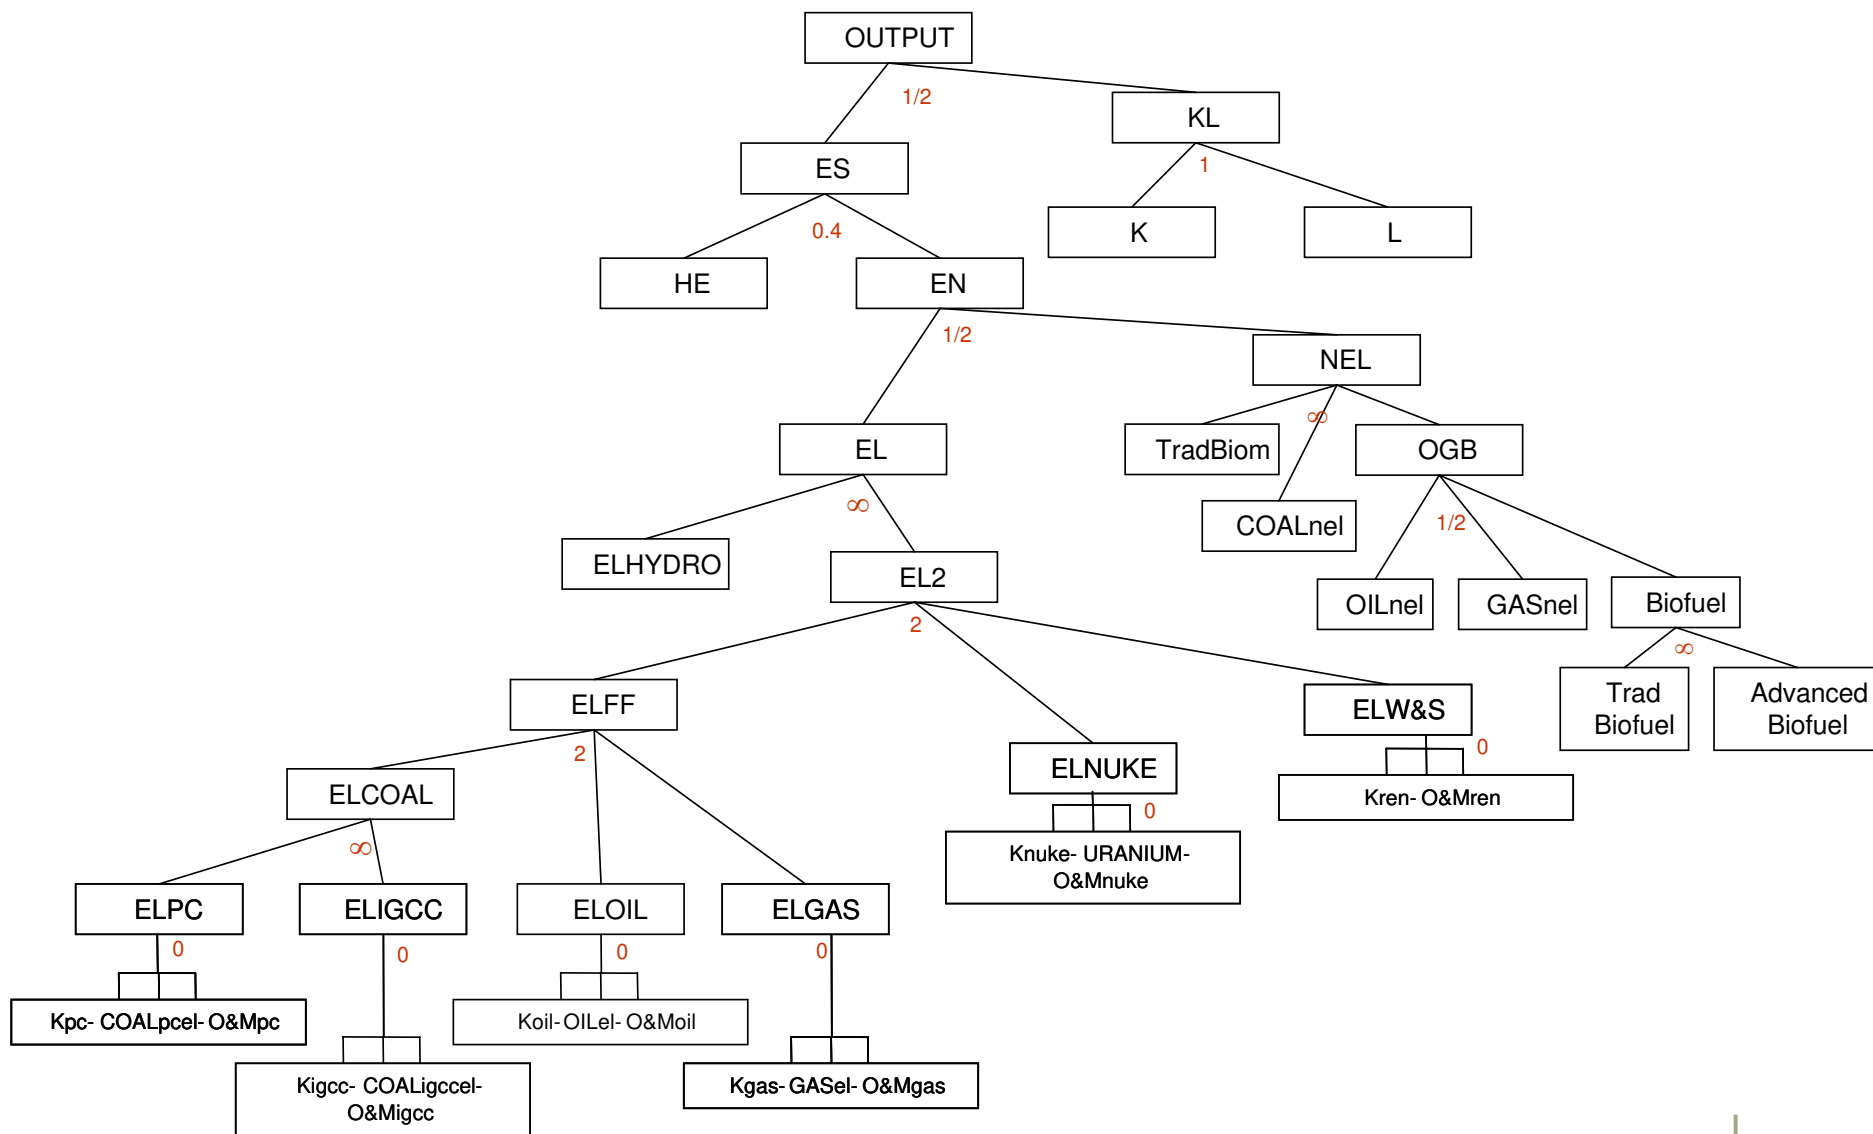 OUTPUT
1/2
KL
1
ES
K
L
0.4
HE
EN
1/2
NEL
∞
EL
TradBiom
OGB
∞
COALnel
1/2
ELHYDRO
EL2
OILnel
GASnel
Biofuel
2
∞
ELFF
ELW&S
Trad
Biofuel
Advanced
Biofuel
2
ELNUKE
0
ELCOAL
0
Kren- O&Mren
∞
Knuke- URANIUM-
O&Mnuke
ELPC
ELIGCC
ELOIL
ELGAS
0
0
0
0
Kpc- COALpcel- O&Mpc
Koil- OILel- O&Moil
Kigcc- COALigccel-
O&Migcc
Kgas- GASel- O&Mgas